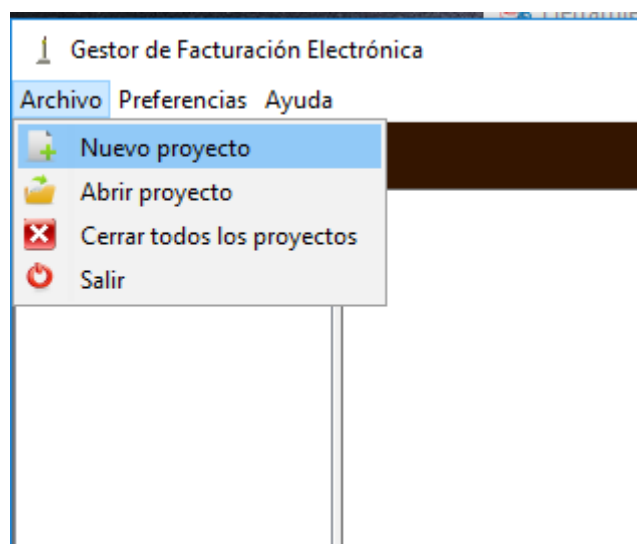 Gestor de Facturación Electrónica
Archivo Preferencias Ayuda
Nuevo proyecto
Abrir proyecto
Cerrar todos los proyectos
Salir